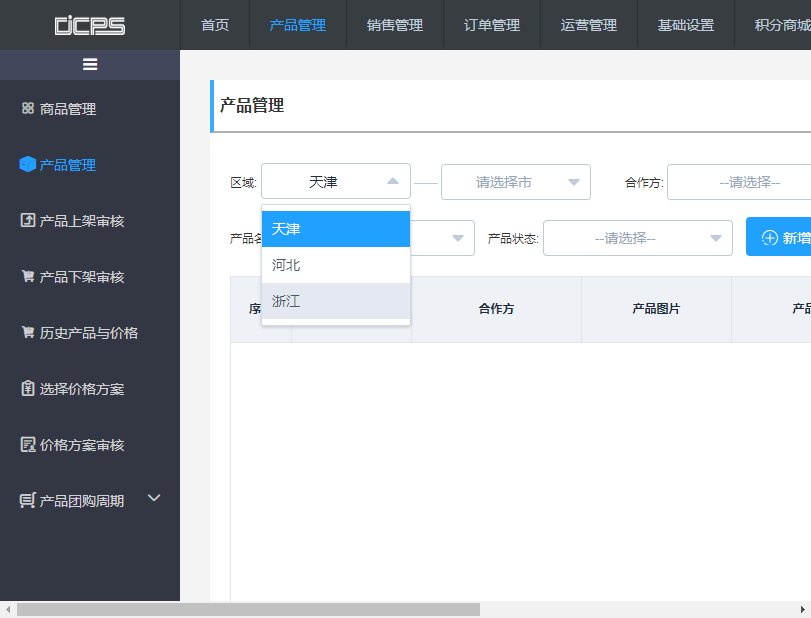 DICPS 首页 产品管理 销售管理 订单管理 运营管理 基础设置 积分商城
商品管理
产品管理
产品上架审核
产品下架审核
历史产品与价格
选择价格方案
价格方案审核
产品团购周期
产品管理
区域: 天津 请选择市 合作方: --请选择--
天津
河北
浙江
产品名 产品状态: --请选择-- 新增
序 合作方 产品图片 产品